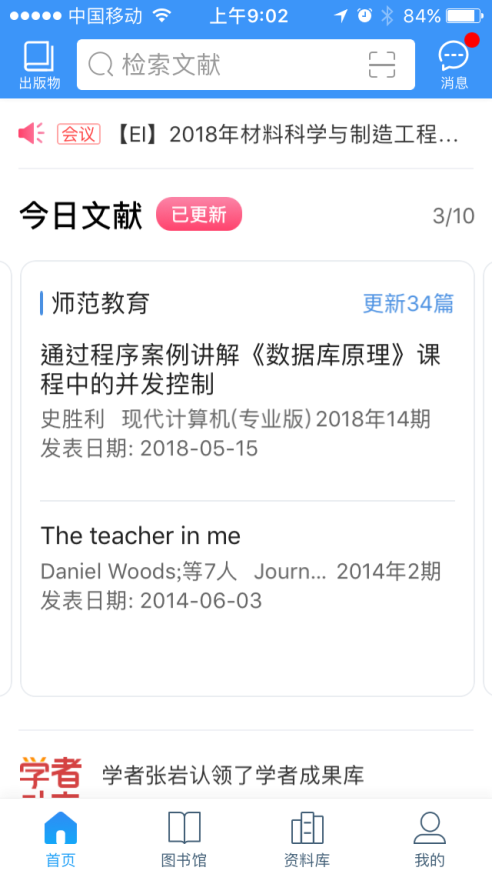 中国移动
上午9:02
84%
出版物
检索文献
消息
会议
【EI】2018年材料科学与制造工程...
今日文献
已更新
3/10
师范教育
更新34篇
通过程序案例讲解《数据库原理》课
程中的并发控制
史胜利 现代计算机(专业版) 2018年14期
发表日期: 2018-05-15
The teacher in me
Daniel Woods;等7人 Journ... 2014年2期
发表日期: 2014-06-03
学者
学者张岩认领了学者成果库
首页
图书馆
资料库
我的